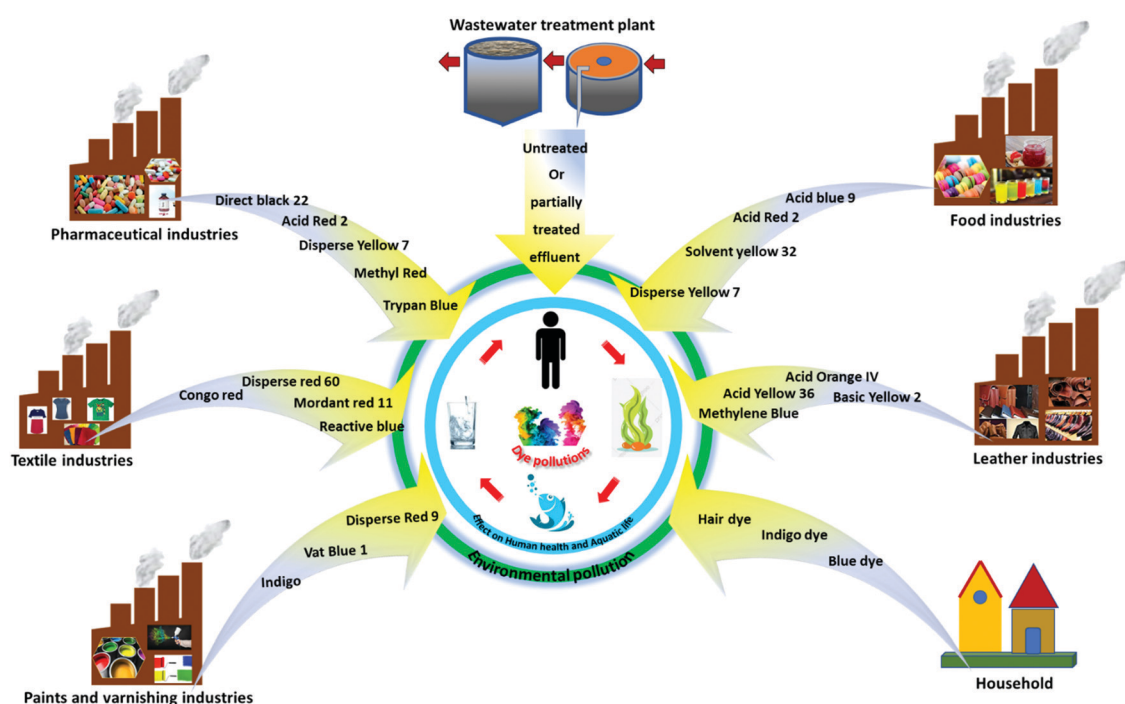 Wastewater treatment plant
Untreated
Or
partially
treated
effluent
Pharmaceutical industries
Direct black 22
Acid Red 2
Disperse Yellow 7
Methyl Red
Trypan Blue
Food industries
Acid blue 9
Acid Red 2
Solvent yellow 32
Disperse Yellow 7
Textile industries
Congo red
Disperse red 60
Mordant red 11
Reactive blue
Leather industries
Acid Orange IV
Basic Yellow 2
Acid Yellow 36
Methylene Blue
Dye pollutions
Effect on Human health and Aquatic life
Environmental pollution
Paints and varnishing industries
Disperse Red 9
Vat Blue 1
Indigo
Household
Hair dye
Indigo dye
Blue dye